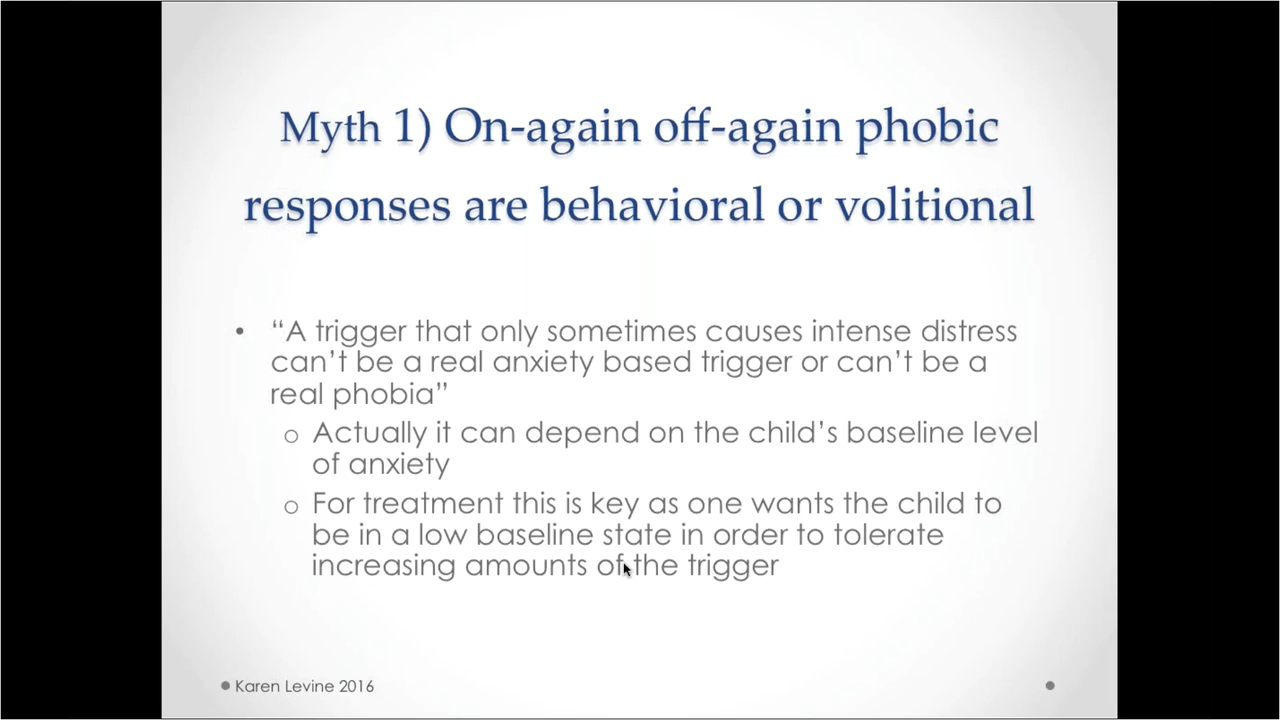 Myth 1) On-again off-again phobic
responses are behavioral or volitional
• “A trigger that only sometimes causes intense distress
can’t be a real anxiety based trigger or can’t be a
real phobia”
o Actually it can depend on the child’s baseline level
of anxiety
o For treatment this is key as one wants the child to
be in a low baseline state in order to tolerate
increasing amounts of the trigger
Karen Levine 2016